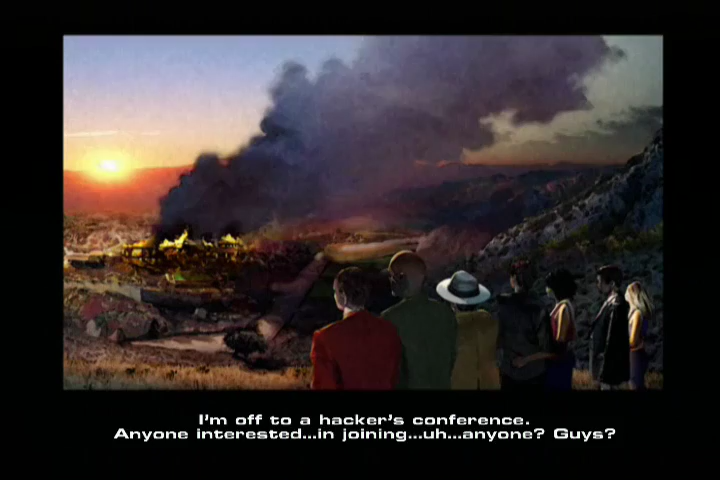 I'm off to a hacker's conference.
Anyone interested...in joining...uh...anyone? Guys?